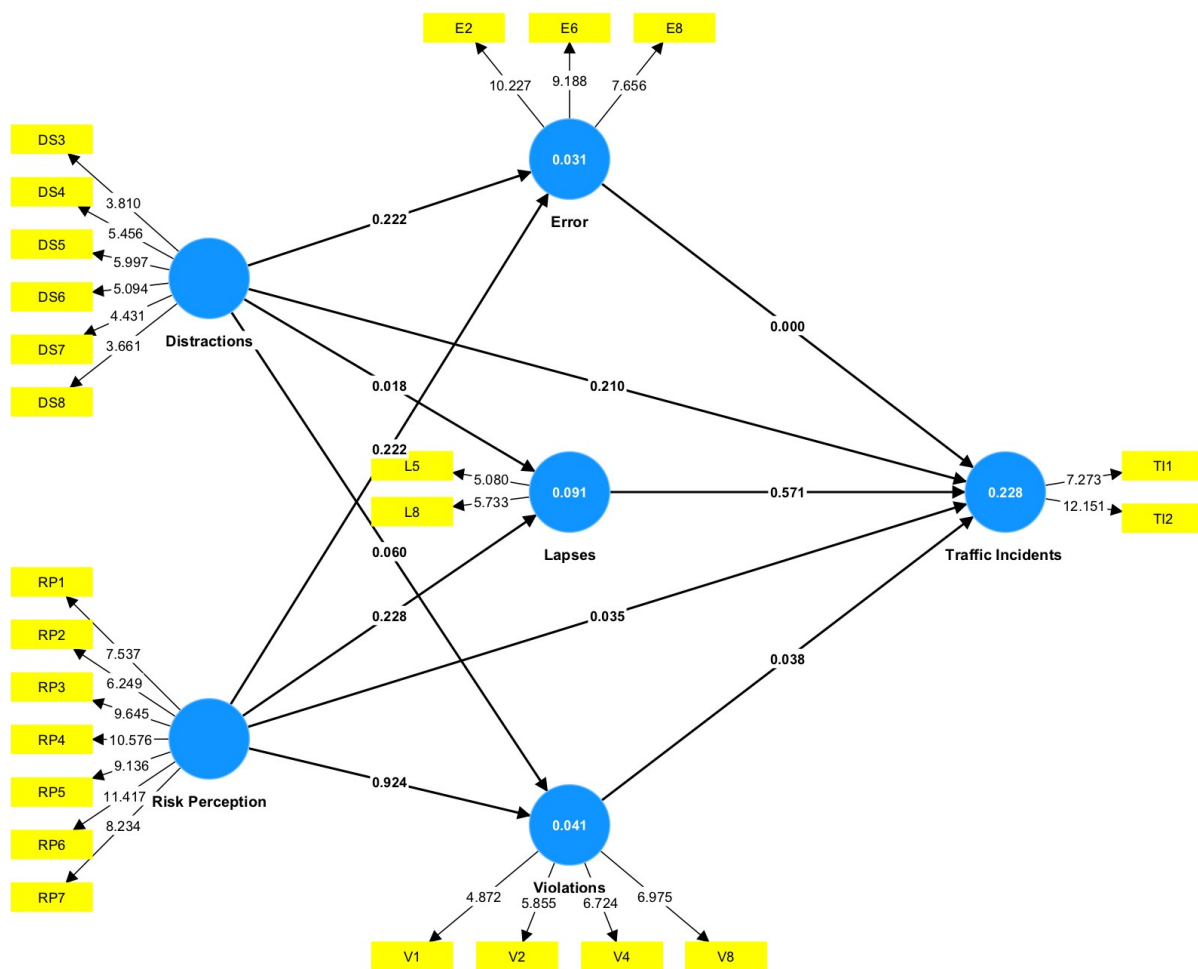 E2
E6
E8
10.227
9.188
7.656
0.031
Error
DS3
DS4
DS5
DS6
DS7
DS8
3.810
5.456
5.997
5.094
4.431
3.661
Distractions
0.222
0.000
0.018
0.210
0.222
L5
L8
5.080
5.733
0.091
Lapses
0.571
0.228
Traffic Incidents
7.273
12.151
TI1
TI2
0.060
0.228
0.035
0.038
RP1
RP2
RP3
RP4
RP5
RP6
RP7
7.537
6.249
9.645
10.576
9.136
11.417
8.234
Risk Perception
0.924
0.041
Violations
4.872
5.855
6.724
6.975
V1
V2
V4
V8